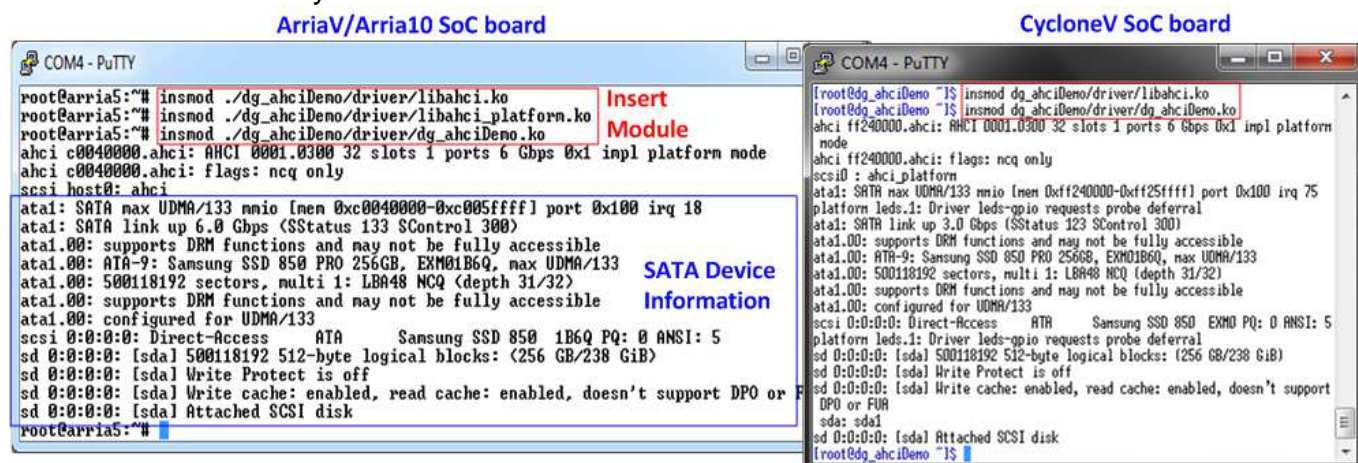 ArriaV/Arria10 SoC board
COM4 - PuTTY
root@arria5:~# insmod ./dg_ahciDemo/driver/libahci.ko
root@arria5:~# insmod ./dg_ahciDemo/driver/libahci_platform.ko
root@arria5:~# insmod ./dg_ahciDemo/driver/dg_ahciDemo.ko
Insert
Module
ahci c0040000.ahci: AHCI 0001.0300 32 slots 1 ports 6 Gbps 0x1 impl platform mode
ahci c0040000.ahci: flags: ncq only
scsi host0: ahci
ata1: SATA max UDMA/133 mmio [mem 0xc0040000-0xc005ffff] port 0x100 irq 18
ata1: SATA link up 6.0 Gbps (SStatus 133 SControl 300)
ata1.00: supports DRM functions and may not be fully accessible
ata1.00: ATA-9: Samsung SSD 850 PRO 256GB, EXM01B6Q, max UDMA/133
ata1.00: 500118192 sectors, multi 1: LBA48 NCQ (depth 31/32)
ata1.00: supports DRM functions and may not be fully accessible
ata1.00: configured for UDMA/133
SATA Device
Information
scsi 0:0:0:0: Direct-Access ATA Samsung SSD 850 1B6Q PQ: 0 ANSI: 5
sd 0:0:0:0: [sda] 500118192 512-byte logical blocks: (256 GB/238 GiB)
sd 0:0:0:0: [sda] Write Protect is off
sd 0:0:0:0: [sda] Write cache: enabled, read cache: enabled, doesn't support DPO or F
sd 0:0:0:0: [sda] Attached SCSI disk
root@arria5:~#
CycloneV SoC board
COM4 - PuTTY
[root@dg_ahciDemo ~]$ insmod dg_ahciDemo/driver/libahci.ko
[root@dg_ahciDemo ~]$ insmod dg_ahciDemo/driver/dg_ahciDemo.ko
ahci ff240000.ahci: AHCI 0001.0300 32 slots 1 ports 6 Gbps 0x1 impl platform
mode
ahci ff240000.ahci: flags: ncq only
scsi0 : ahci_platform
ata1: SATA max UDMA/133 mmio [mem 0xff240000-0xff25ffff] port 0x100 irq 75
platform leds.1: Driver leds-gpio requests probe deferral
ata1: SATA link up 3.0 Gbps (SStatus 123 SControl 300)
ata1.00: supports DRM functions and may not be fully accessible
ata1.00: ATA-9: Samsung SSD 850 PRO 256GB, EXM01B6Q, max UDMA/133
ata1.00: 500118192 sectors, multi 1: LBA48 NCQ (depth 31/32)
ata1.00: supports DRM functions and may not be fully accessible
ata1.00: configured for UDMA/133
scsi 0:0:0:0: Direct-Access ATA Samsung SSD 850 EXM0 PQ: 0 ANSI: 5
platform leds.1: Driver leds-gpio requests probe deferral
sd 0:0:0:0: [sda] 500118192 512-byte logical blocks: (256 GB/238 GiB)
sd 0:0:0:0: [sda] Write Protect is off
sd 0:0:0:0: [sda] Write cache: enabled, read cache: enabled, doesn't support
DPO or FUA
sda: sda1
sd 0:0:0:0: [sda] Attached SCSI disk
[root@dg_ahciDemo ~]$